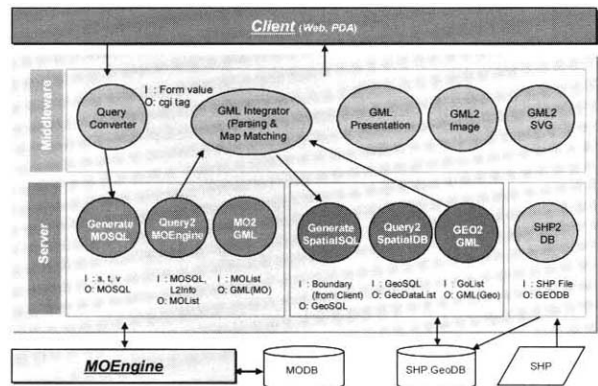 Client (Web, PDA)
Middleware
Query
Converter
I : Form value
O: cgi tag
GML Integrator
(Parsing &
Map Matching
GML
Presentation
GML2
Image
GML2
SVG
Server
Generate
MOSQL
Query2
MOEngine
MO2
GML
Generate
SpatialSQL
Query2
SpatialDB
GEO2
GML
SHP2
DB
I : s, t, v
O: MOSQL
I : MOSQL,
L2Info
O: MOList
I : MOList
O: GML(MO)
I : Boundary
(from Client)
O: GeoSQL
I : GeoSQL
O: GeoDataList
I : GoList
O: GML(Geo)
I : SHP File
O: GEODB
MOEngine
MODB
SHP GeoDB
SHP